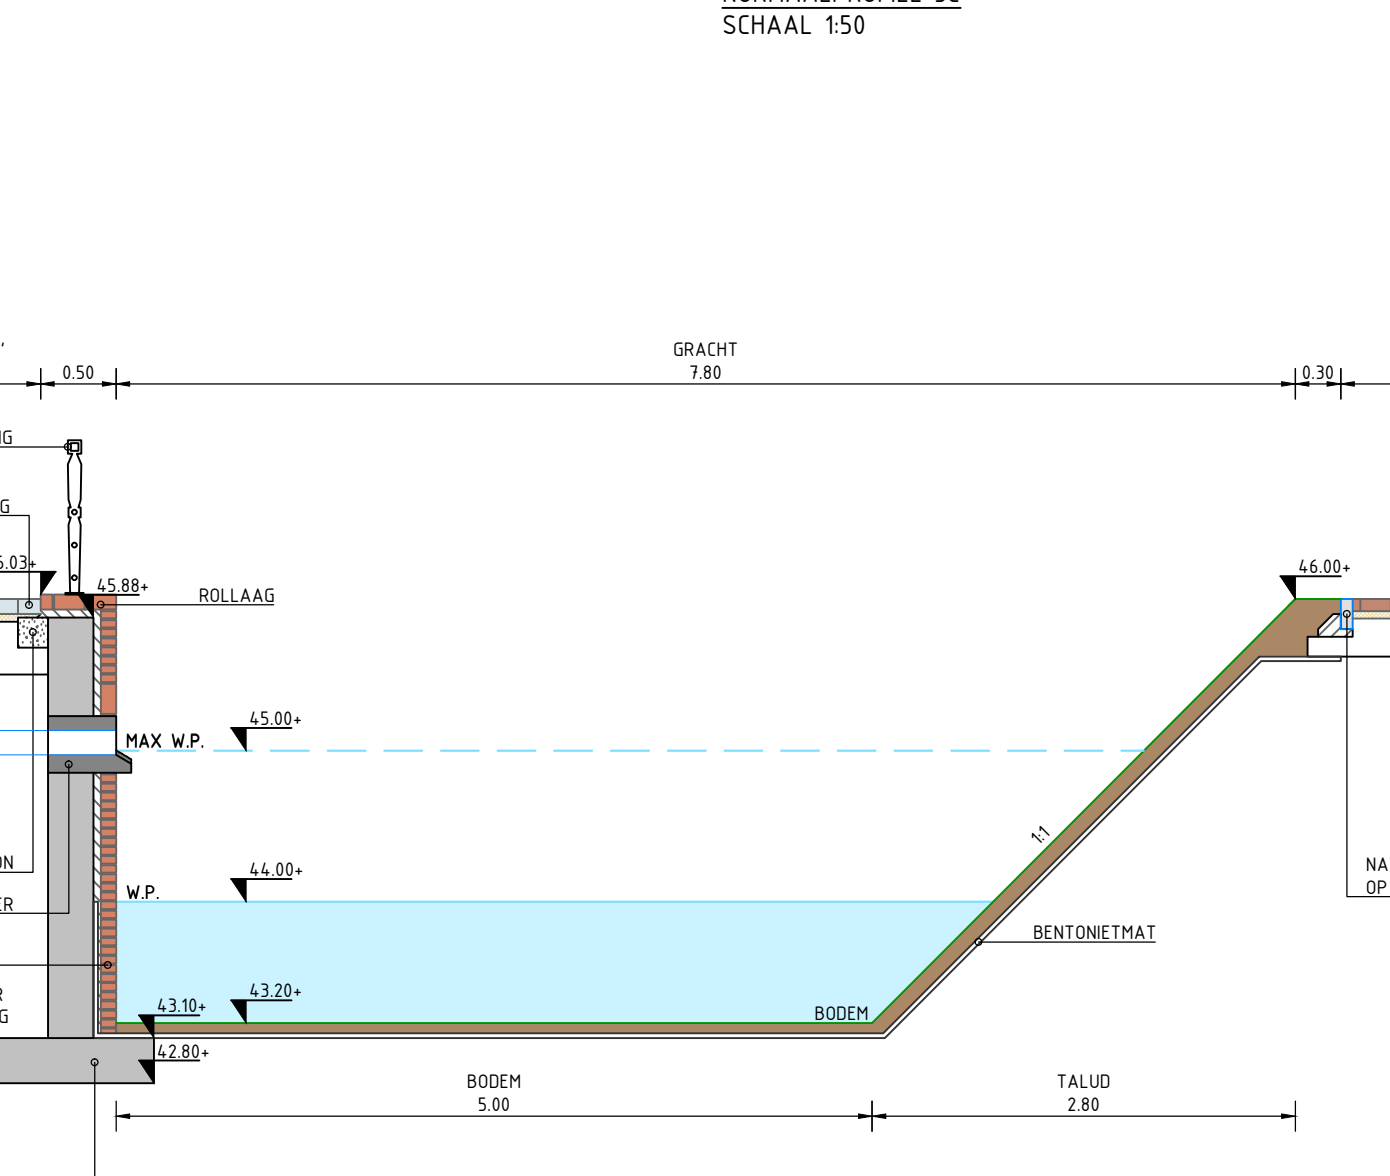 SCHAAL 1:50
GRACHT
0.50
7.80
0.30
45.88+
ROLLAAG
46.00+
45.00+
MAX W.P.
1:1
44.00+
W.P.
BENTONIETMAT
43.20+
43.10+
BODEM
42.80+
BODEM
TALUD
5.00
2.80